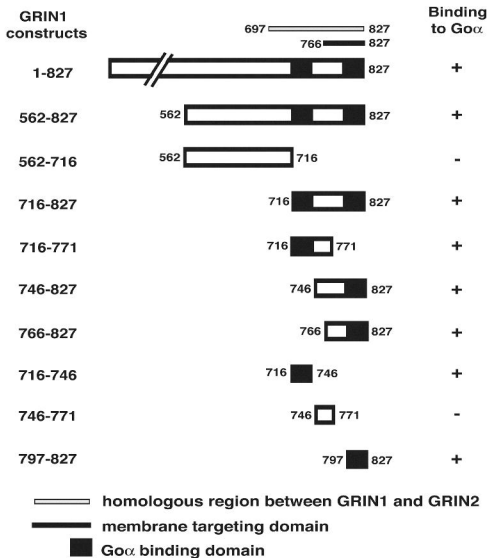 GRIN1 constructs
Binding to Goα
697 827
766 827
1-827 827 +
562-827 562 827 +
562-716 562 716 -
716-827 716 827 +
716-771 716 771 +
746-827 746 827 +
766-827 766 827 +
716-746 716 746 +
746-771 746 771 -
797-827 797 827 +
homologous region between GRIN1 and GRIN2
membrane targeting domain
Goα binding domain